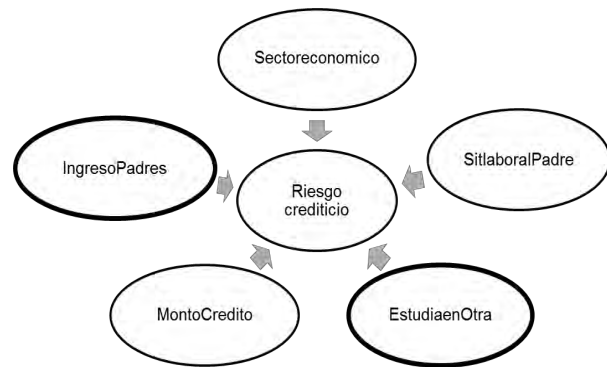 Sectoreconomico
IngresoPadres
SitlaboralPadre
Riesgo
crediticio
MontoCredito
EstudiaenOtra